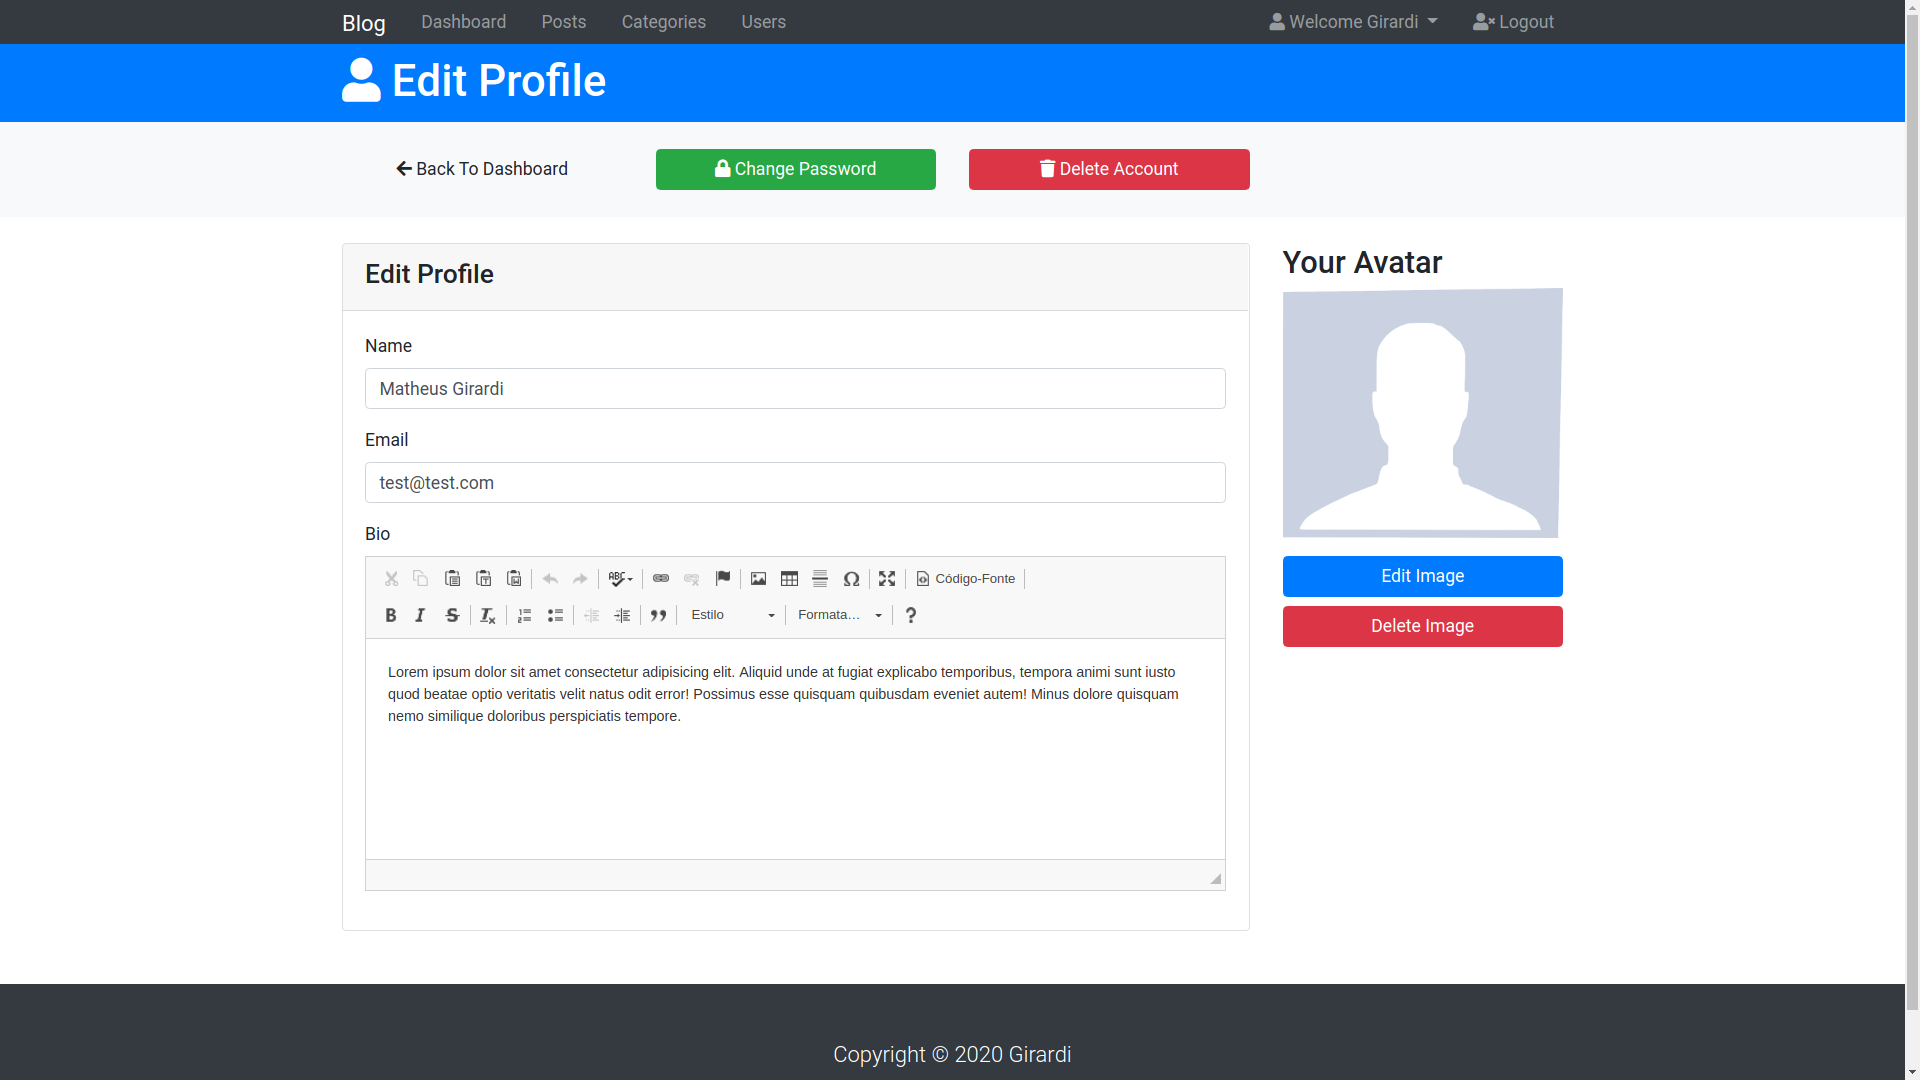 Blog Dashboard Posts Categories Users Welcome Girardi Logout
Edit Profile
Back To Dashboard Change Password Delete Account
Edit Profile
Name
Matheus Girardi
Email
test@test.com
Bio
ABC Código-Fonte
B I S Tx Estilo Formata... ?
Lorem ipsum dolor sit amet consectetur adipisicing elit. Aliquid unde at fugiat explicabo temporibus, tempora animi sunt iusto
quod beatae optio veritatis velit natus odit error! Possimus esse quisquam quibusdam eveniet autem! Minus dolore quisquam
nemo similique doloribus perspiciatis tempore.
Your Avatar
Edit Image
Delete Image
Copyright © 2020 Girardi